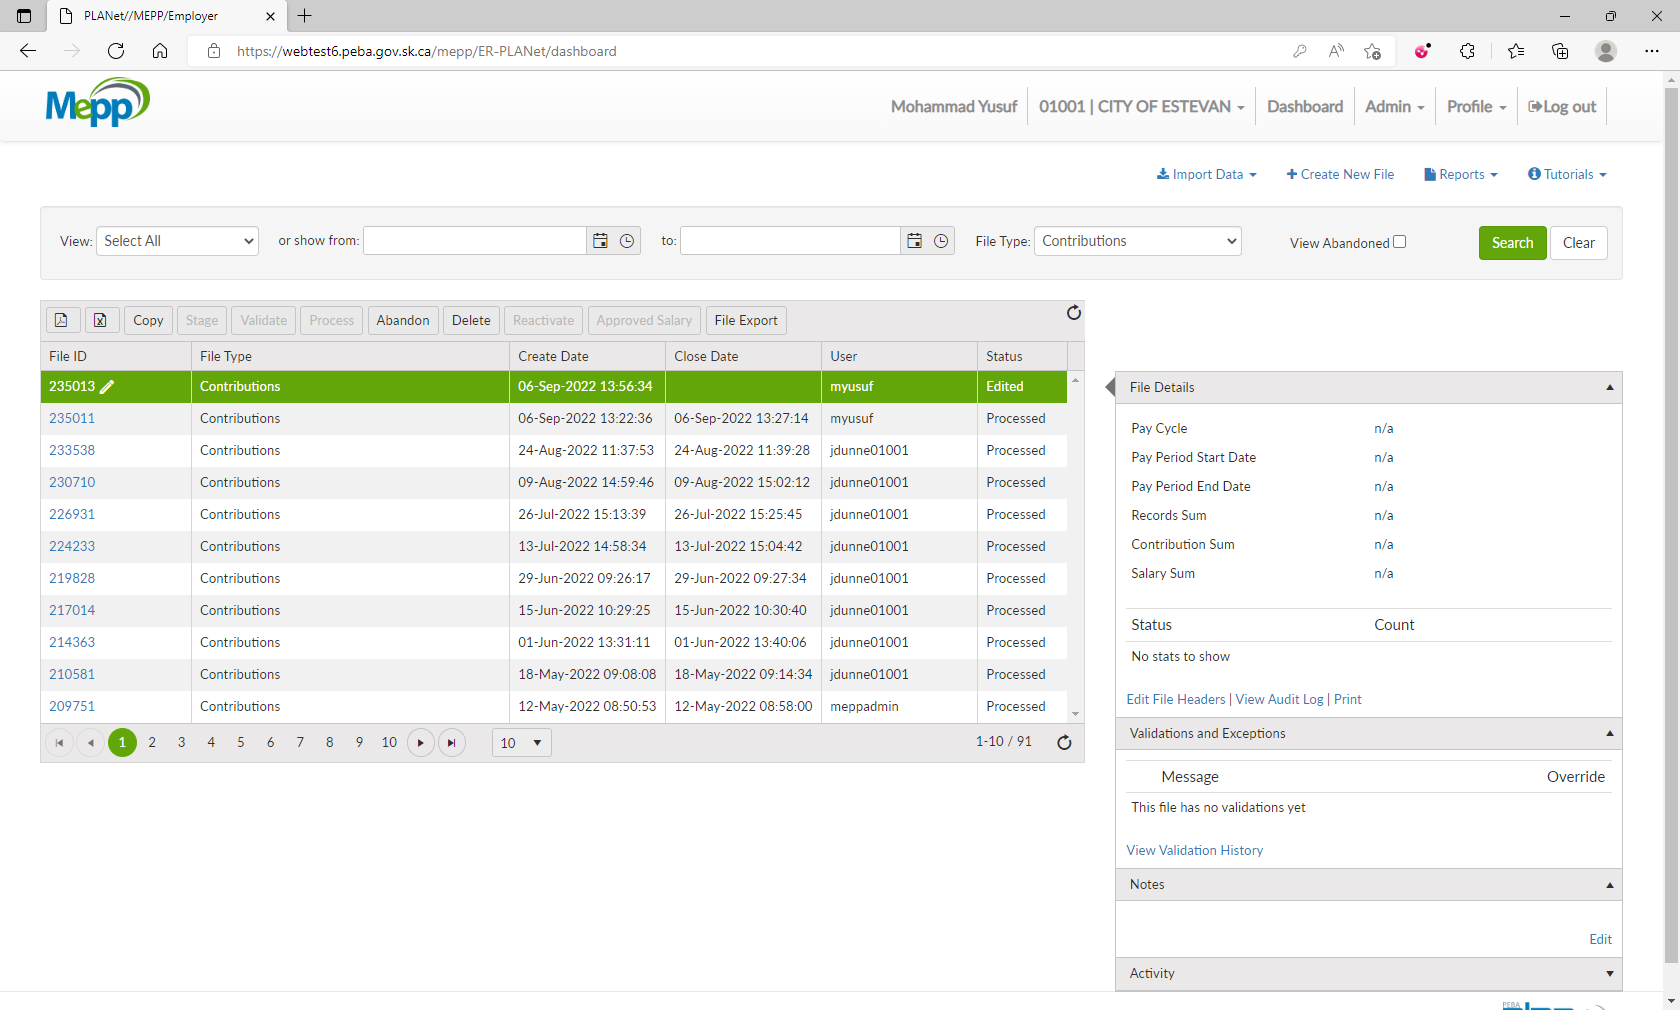 PLANet//MEPP/Employer
https://webtest6.peba.gov.sk.ca/mepp/ER-PLANet/dashboard
Mepp
Mohammad Yusuf 01001 | CITY OF ESTEVAN Dashboard Admin Profile Log out
Import Data Create New File Reports Tutorials
View: Select All or show from: to: File Type: Contributions View Abandoned Search Clear
Copy Stage Validate Process Abandon Delete Reactivate Approved Salary File Export
File ID File Type Create Date Close Date User Status
235013 Contributions 06-Sep-2022 13:56:34 myusuf Edited
235011 Contributions 06-Sep-2022 13:22:36 06-Sep-2022 13:27:14 myusuf Processed
233538 Contributions 24-Aug-2022 11:37:53 24-Aug-2022 11:39:28 jdunne01001 Processed
230710 Contributions 09-Aug-2022 14:59:46 09-Aug-2022 15:02:12 jdunne01001 Processed
226931 Contributions 26-Jul-2022 15:13:39 26-Jul-2022 15:25:45 jdunne01001 Processed
224233 Contributions 13-Jul-2022 14:58:34 13-Jul-2022 15:04:42 jdunne01001 Processed
219828 Contributions 29-Jun-2022 09:26:17 29-Jun-2022 09:27:34 jdunne01001 Processed
217014 Contributions 15-Jun-2022 10:29:25 15-Jun-2022 10:30:40 jdunne01001 Processed
214363 Contributions 01-Jun-2022 13:31:11 01-Jun-2022 13:40:06 jdunne01001 Processed
210581 Contributions 18-May-2022 09:08:08 18-May-2022 09:14:34 jdunne01001 Processed
209751 Contributions 12-May-2022 08:50:53 12-May-2022 08:58:00 meppadmin Processed
1 2 3 4 5 6 7 8 9 10 10 1-10 / 91
File Details
Pay Cycle n/a
Pay Period Start Date n/a
Pay Period End Date n/a
Records Sum n/a
Contribution Sum n/a
Salary Sum n/a
Status Count
No stats to show
Edit File Headers | View Audit Log | Print
Validations and Exceptions
Message Override
This file has no validations yet
View Validation History
Notes
Edit
Activity
PEBA